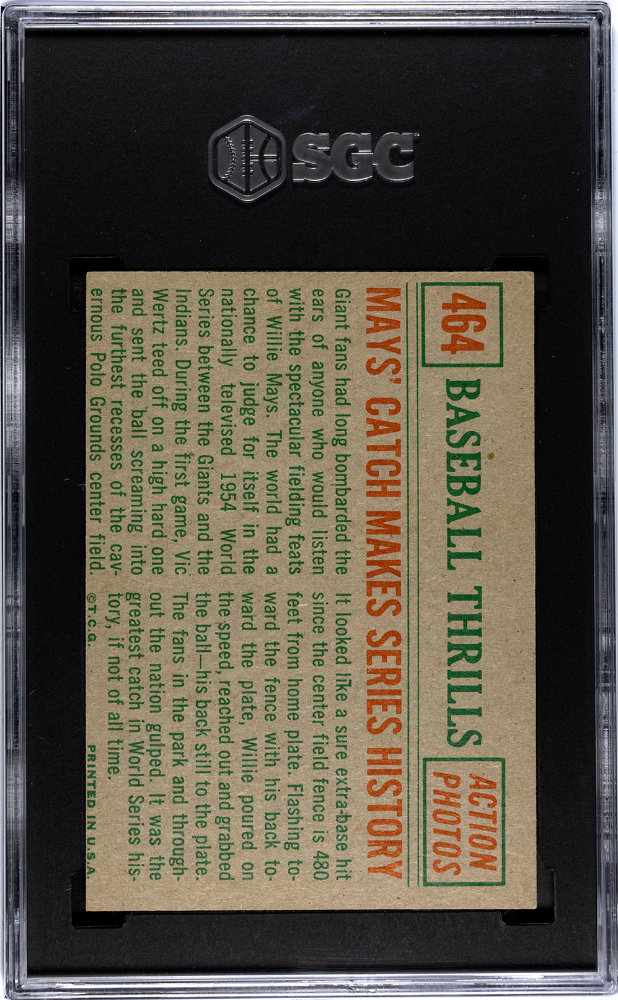 SGC
464
BASEBALL THRILLS
ACTION
PHOTOS
MAYS' CATCH MAKES SERIES HISTORY
Giant fans had long bombarded the
ears of anyone who would listen
with the spectacular fielding feats
of Willie Mays. The world had a
chance to judge for itself in the
nationally televised 1954 World
Series between the Giants and the
Indians. During the first game, Vic
Wertz teed off on a high hard one
and sent the ball screaming into
the furthest recesses of the cav-
ernous Polo Grounds center field.
It looked like a sure extra-base hit
since the center field fence is 480
feet from home plate. Flashing to-
ward the fence with his back to-
ward the plate, Willie poured on
the speed, reached out and grabbed
the ball—his back still to the plate.
The fans in the park and through-
out the nation gulped. It was the
greatest catch in World Series his-
tory, if not of all time.
©T.C.G.
PRINTED IN U.S.A.